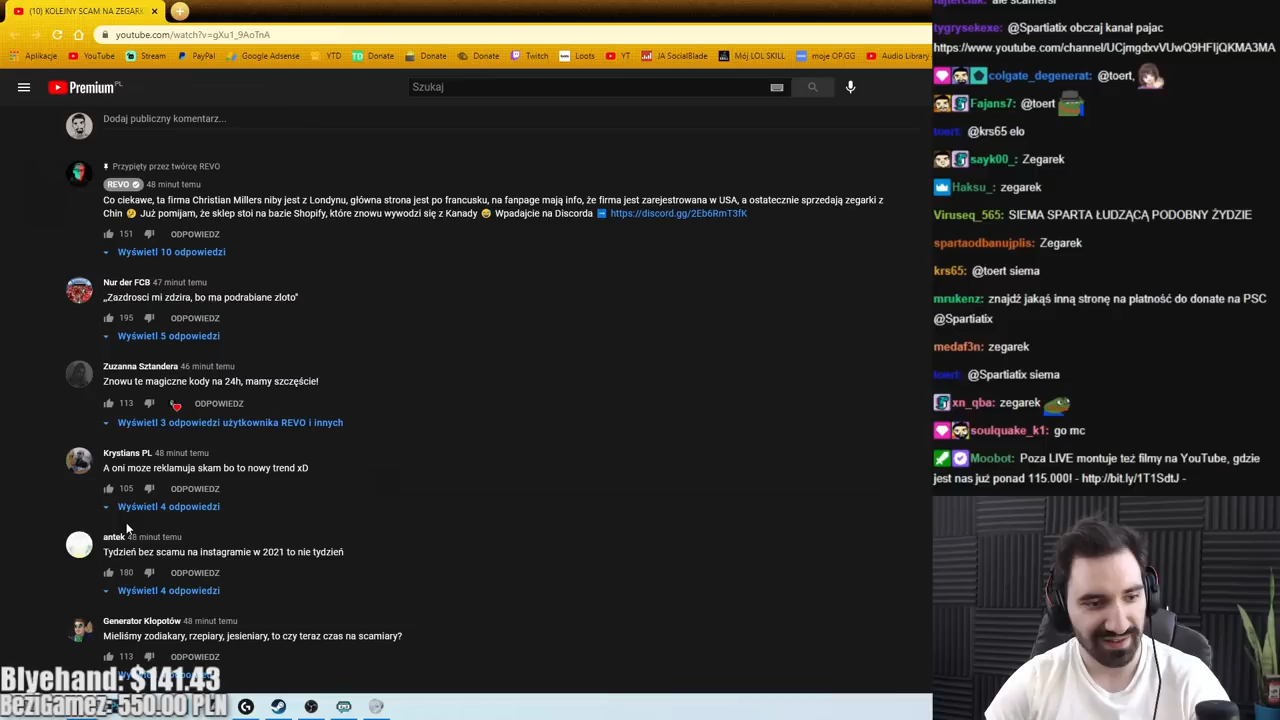 (10) KOLEJNY SCAM NA ZEGARK
youtube.com/watch?v=gXu1_9AoTnA
Aplikacje YouTube Stream PayPal Google Adsense YTD Donate Donate Donate Twitch Loots YT JA SocialBlade Mój LOL SKILL moje OP.GG Audio Library
Premium PL
Szukaj
Dodaj publiczny komentarz...
Przypięty przez twórcę REVO
REVO 48 minut temu
Co ciekawe, ta firma Christian Millers niby jest z Londynu, główna strona jest po francusku, na fanpage mają info, że firma jest zarejestrowana w USA, a ostatecznie sprzedają zegarki z
Chin 🤔 Już pomijam, że sklep stoi na bazie Shopify, które znowu wywodzi się z Kanady 😄 Wpadajcie na Discorda ➡ https://discord.gg/2Eb6RmT3fK
151 ODPOWIEDZ
Wyświetl 10 odpowiedzi
Nur der FCB 47 minut temu
,,Zazdrosci mi zdzira, bo ma podrabiane zloto"
195 ODPOWIEDZ
Wyświetl 5 odpowiedzi
Zuzanna Sztandera 46 minut temu
Znowu te magiczne kody na 24h, mamy szczęście!
113 ODPOWIEDZ
Wyświetl 3 odpowiedzi użytkownika REVO i innych
Krystians PL 48 minut temu
A oni moze reklamuja skam bo to nowy trend xD
105 ODPOWIEDZ
Wyświetl 4 odpowiedzi
antek 48 minut temu
Tydzień bez scamu na instagramie w 2021 to nie tydzień
180 ODPOWIEDZ
Wyświetl 4 odpowiedzi
Generator Kłopotów 48 minut temu
Mieliśmy zodiakary, rzepiary, jesieniary, to czy teraz czas na scamiary?
113 ODPOWIEDZ
Blyehand: $141.43
BeziGamez-550.00 PLN
ale scamersi
tygrysekexe: @Spartiatix obczaj kanał pajac
https://www.youtube.com/channel/UCjmgdxvVUwQ9HFIjQKMA3MA
colgate_degenerat: @toert,
Fajans7: @toert
toert: @krs65 elo
sayk00_: Zegarek
Haksu_: zegarek
Viruseq_565: SIEMA SPARTA ŁUDZĄCĄ PODOBNY ŻYDZIE
spartaodbanujplis: Zegarek
krs65: @toert siema
mrukenz: znajdź jakąś inną stronę na płatność do donate na PSC
@Spartiatix
medaf3n: zegarek
toert: @Spartiatix siema
xn_qba: zegarek
soulquake_k1: go mc
Moobot: Poza LIVE montuje też filmy na YouTube, gdzie
jest nas już ponad 115.000! - http://bit.ly/1T1SdtJ -